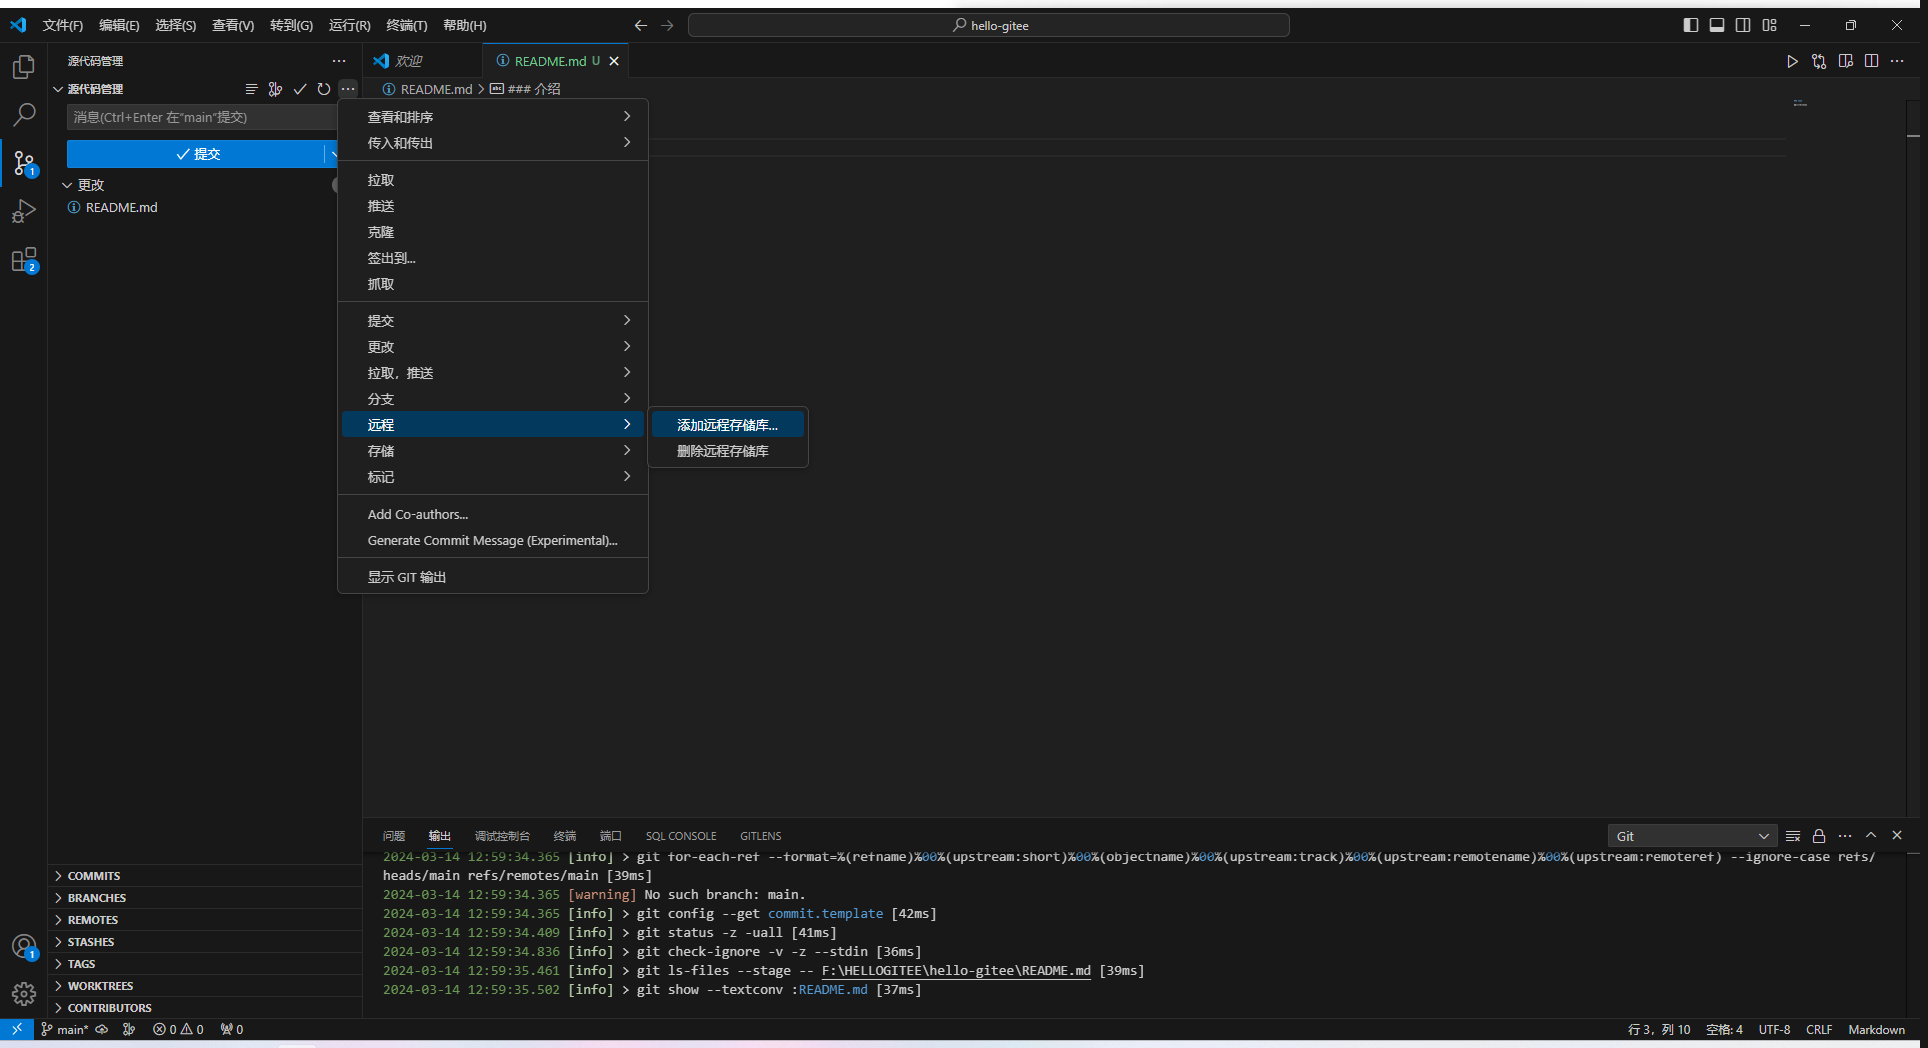 文件(F) 编辑(E) 选择(S) 查看(V) 转到(G) 运行(R) 终端(T) 帮助(H)
hello-gitee
源代码管理
欢迎
README.md U
源代码管理
README.md > ### 介绍
消息(Ctrl+Enter 在"main"提交)
提交
更改
README.md
1
2
查看和排序
传入和传出
拉取
推送
克隆
签出到...
抓取
提交
更改
拉取，推送
分支
远程
存储
标记
Add Co-authors...
Generate Commit Message (Experimental)...
显示 GIT 输出
添加远程存储库...
删除远程存储库
问题 输出 调试控制台 终端 端口 SQL CONSOLE GITLENS
Git
2024-03-14 12:59:34.365 [info] > git for-each-ref --format=%(refname)%00%(upstream:short)%00%(objectname)%00%(upstream:track)%00%(upstream:remotename)%00%(upstream:remoteref) --ignore-case refs/
heads/main refs/remotes/main [39ms]
2024-03-14 12:59:34.365 [warning] No such branch: main.
2024-03-14 12:59:34.365 [info] > git config --get commit.template [42ms]
2024-03-14 12:59:34.409 [info] > git status -z -uall [41ms]
2024-03-14 12:59:34.836 [info] > git check-ignore -v -z --stdin [36ms]
2024-03-14 12:59:35.461 [info] > git ls-files --stage -- F:\HELLOGITEE\hello-gitee\README.md [39ms]
2024-03-14 12:59:35.502 [info] > git show --textconv :README.md [37ms]
COMMITS
BRANCHES
REMOTES
STASHES
TAGS
WORKTREES
CONTRIBUTORS
1
main* 0 0 0
行 3，列 10 空格: 4 UTF-8 CRLF Markdown